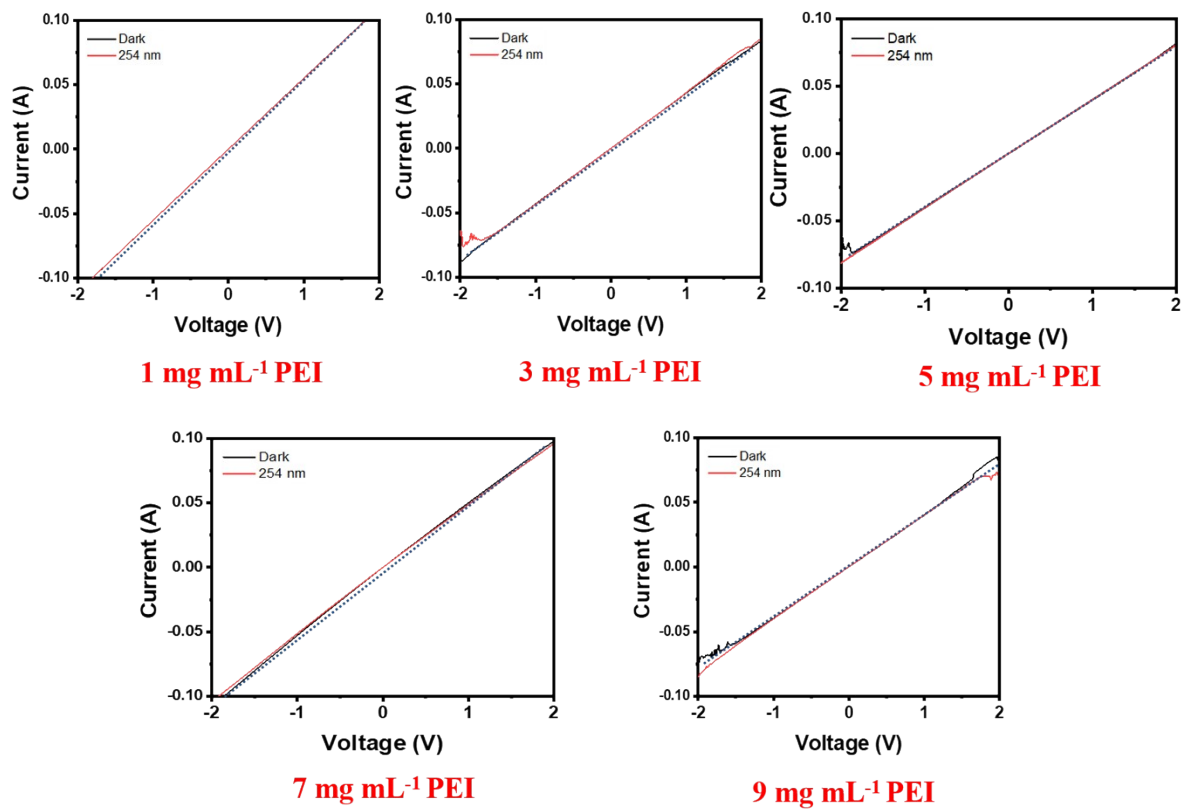 0.10
0.05
0.00
-0.05
-0.10
Current (A)
Dark
254 nm
-2 -1 0 1 2
Voltage (V)
1 mg mL⁻¹ PEI
0.10
0.05
0.00
-0.05
-0.10
Current (A)
Dark
254 nm
-2 -1 0 1 2
Voltage (V)
3 mg mL⁻¹ PEI
0.10
0.05
0.00
-0.05
-0.10
Current (A)
Dark
254 nm
-2 -1 0 1 2
Voltage (V)
5 mg mL⁻¹ PEI
0.10
0.05
0.00
-0.05
-0.10
Current (A)
Dark
254 nm
-2 -1 0 1 2
Voltage (V)
7 mg mL⁻¹ PEI
0.10
0.05
0.00
-0.05
-0.10
Current (A)
Dark
254 nm
-2 -1 0 1 2
Voltage (V)
9 mg mL⁻¹ PEI